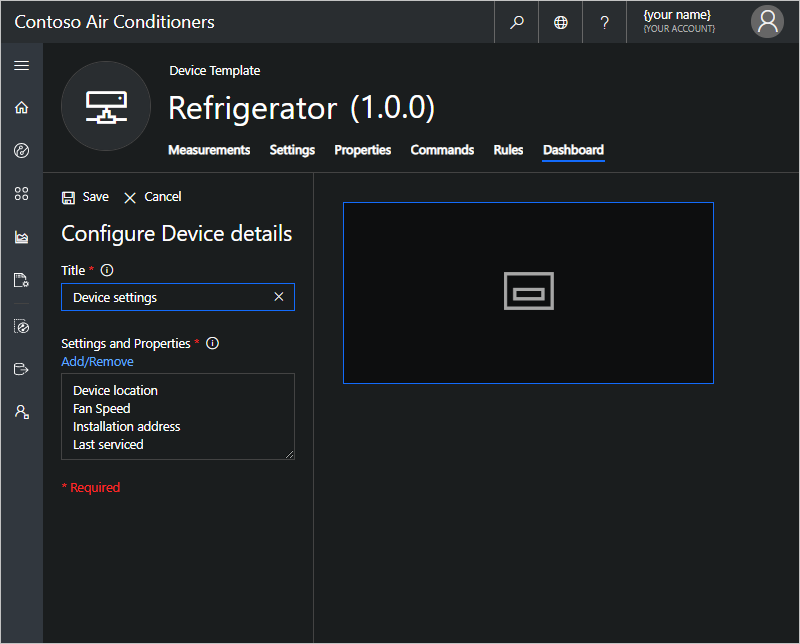 Contoso Air Conditioners
?
{your name}
{YOUR ACCOUNT}
Device Template
Refrigerator (1.0.0)
Measurements Settings Properties Commands Rules Dashboard
Save Cancel
Configure Device details
Title *
Device settings
Settings and Properties *
Add/Remove
Device location
Fan Speed
Installation address
Last serviced
* Required